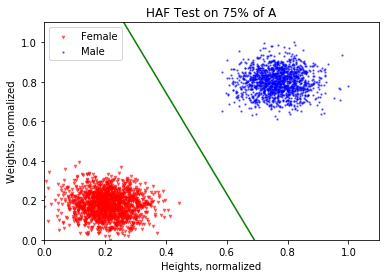 HAF Test on 75% of A
Female
Male
Weights, normalized
1.0
0.8
0.6
0.4
0.2
0.0
0.0 0.2 0.4 0.6 0.8 1.0
Heights, normalized